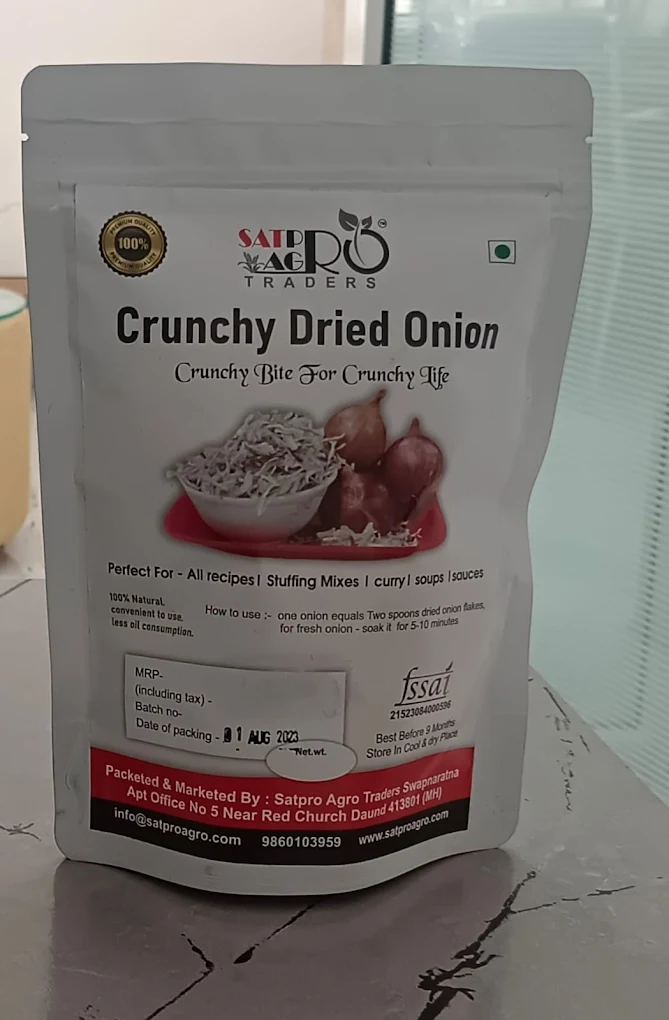 PREMIUM QUALITY
100%
PREMIUM QUALITY
SATPRO
AGRO
TRADERS
Crunchy Dried Onion
Crunchy Bite For Crunchy Life
Perfect For - All recipes| Stuffing Mixes | curry| soups |sauces
100% Natural.
convenient to use,
less oil consumption.
How to use :- one onion equals Two spoons dried onion flakes,
for fresh onion - soak it for 5-10 minutes
MRP-
(including tax) -
Batch no-
Date of packing - 01 AUG 2023
Net.wt.
fssai
21523084000596
Best Before 9 Months
Store In Cool & dry Place
Packeted & Marketed By : Satpro Agro Traders Swapnaratna
Apt Office No 5 Near Red Church Daund 413801 (MH)
info@satproagro.com 9860103959 www.satproagro.com